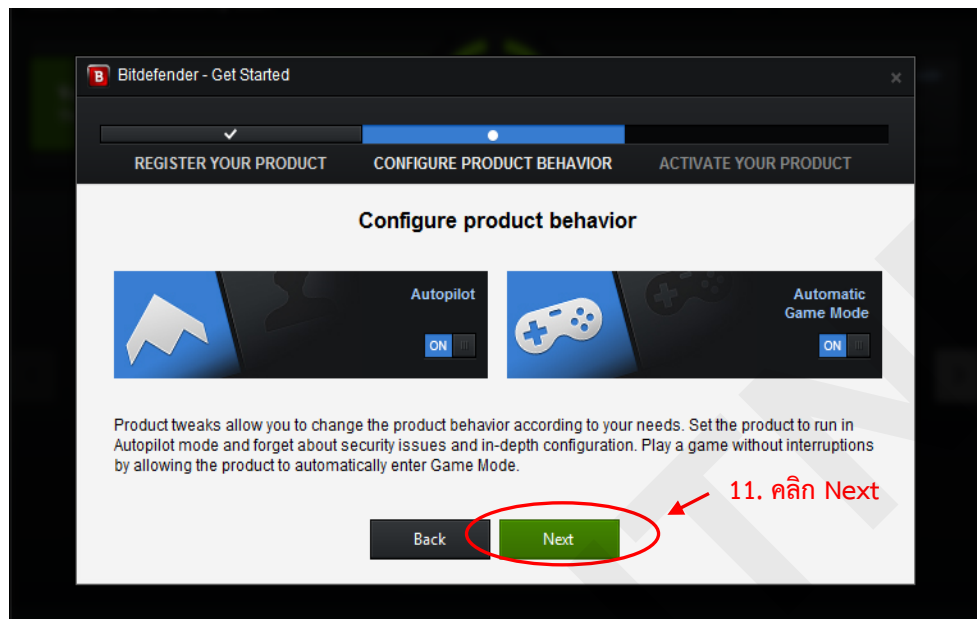 Bitdefender - Get Started
REGISTER YOUR PRODUCT
CONFIGURE PRODUCT BEHAVIOR
ACTIVATE YOUR PRODUCT
Configure product behavior
Autopilot
ON
Automatic
Game Mode
ON
Product tweaks allow you to change the product behavior according to your needs. Set the product to run in
Autopilot mode and forget about security issues and in-depth configuration. Play a game without interruptions
by allowing the product to automatically enter Game Mode.
11. คลิก Next
Back
Next